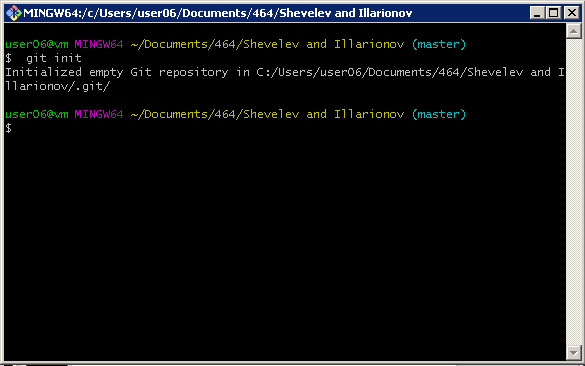 MINGW64:/c/Users/user06/Documents/464/Shevelev and Illarionov
user06@vm MINGW64 ~/Documents/464/Shevelev and Illarionov (master)
$  git init
Initialized empty Git repository in C:/Users/user06/Documents/464/Shevelev and I
llarionov/.git/
user06@vm MINGW64 ~/Documents/464/Shevelev and Illarionov (master)
$